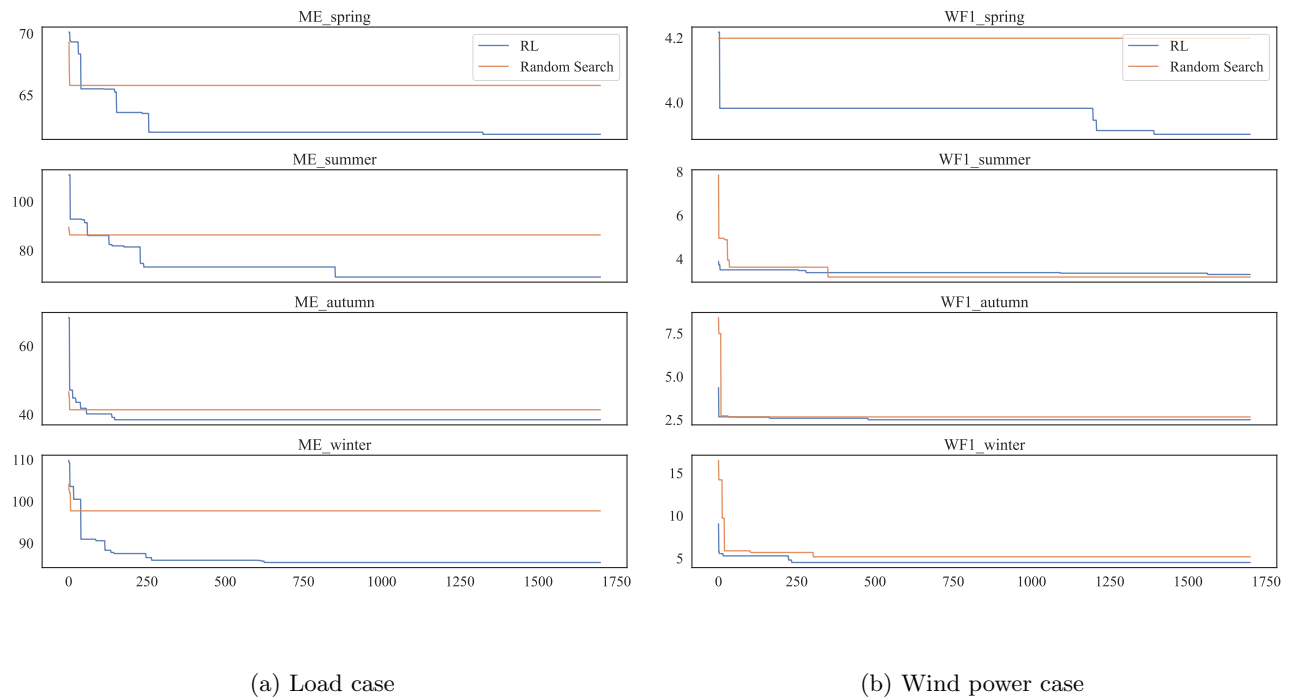 ME_spring
70
65
RL
Random Search
ME_summer
100
80
ME_autumn
60
40
ME_winter
110
100
90
0 250 500 750 1000 1250 1500 1750
(a) Load case
WF1_spring
4.2
4.0
RL
Random Search
WF1_summer
8
6
4
WF1_autumn
7.5
5.0
2.5
WF1_winter
15
10
5
0 250 500 750 1000 1250 1500 1750
(b) Wind power case